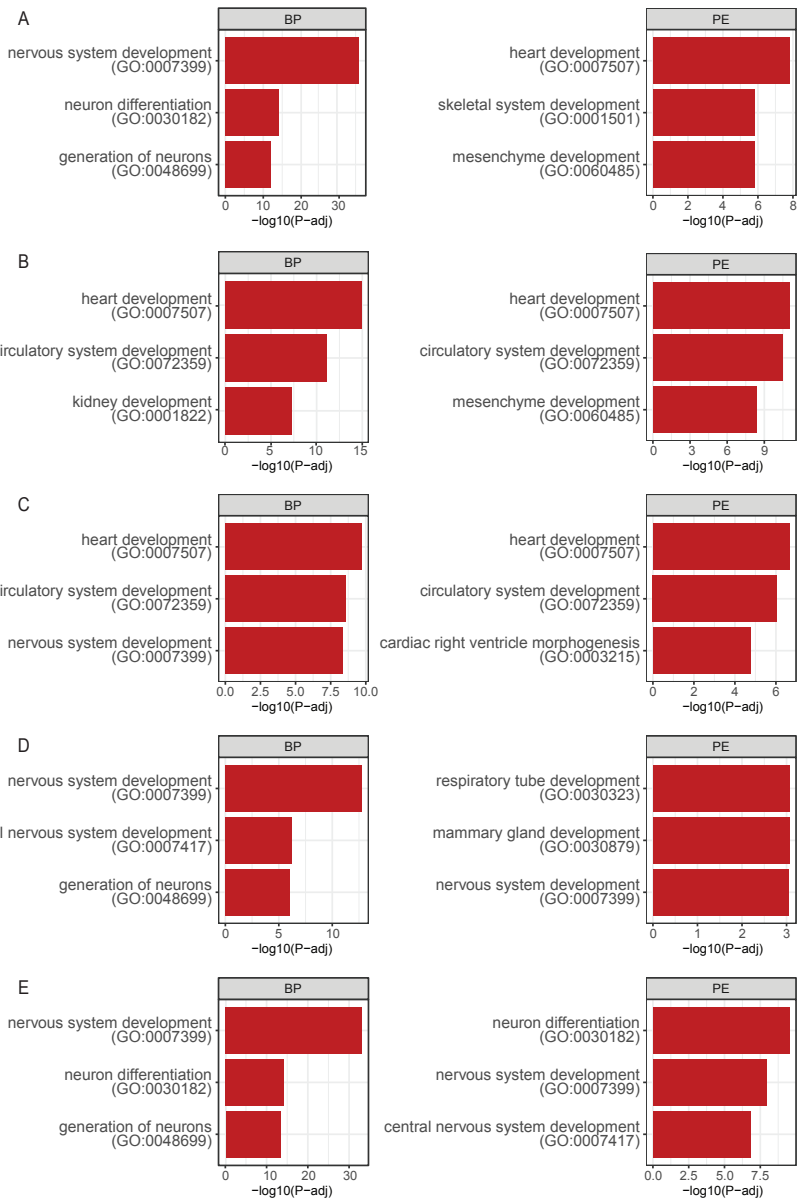 A
BP
nervous system development
(GO:0007399)
neuron differentiation
(GO:0030182)
generation of neurons
(GO:0048699)
0 10 20 30
−log10(P−adj)
PE
heart development
(GO:0007507)
skeletal system development
(GO:0001501)
mesenchyme development
(GO:0060485)
0 2 4 6 8
−log10(P−adj)
B
BP
heart development
(GO:0007507)
irculatory system development
(GO:0072359)
kidney development
(GO:0001822)
0 5 10 15
−log10(P−adj)
PE
heart development
(GO:0007507)
circulatory system development
(GO:0072359)
mesenchyme development
(GO:0060485)
0 3 6 9
−log10(P−adj)
C
BP
heart development
(GO:0007507)
irculatory system development
(GO:0072359)
nervous system development
(GO:0007399)
0.0 2.5 5.0 7.5 10.0
−log10(P−adj)
PE
heart development
(GO:0007507)
circulatory system development
(GO:0072359)
cardiac right ventricle morphogenesis
(GO:0003215)
0 2 4 6
−log10(P−adj)
D
BP
nervous system development
(GO:0007399)
l nervous system development
(GO:0007417)
generation of neurons
(GO:0048699)
0 5 10
−log10(P−adj)
PE
respiratory tube development
(GO:0030323)
mammary gland development
(GO:0030879)
nervous system development
(GO:0007399)
0 1 2 3
−log10(P−adj)
E
BP
nervous system development
(GO:0007399)
neuron differentiation
(GO:0030182)
generation of neurons
(GO:0048699)
0 10 20 30
−log10(P−adj)
PE
neuron differentiation
(GO:0030182)
nervous system development
(GO:0007399)
central nervous system development
(GO:0007417)
0.0 2.5 5.0 7.5
−log10(P−adj)